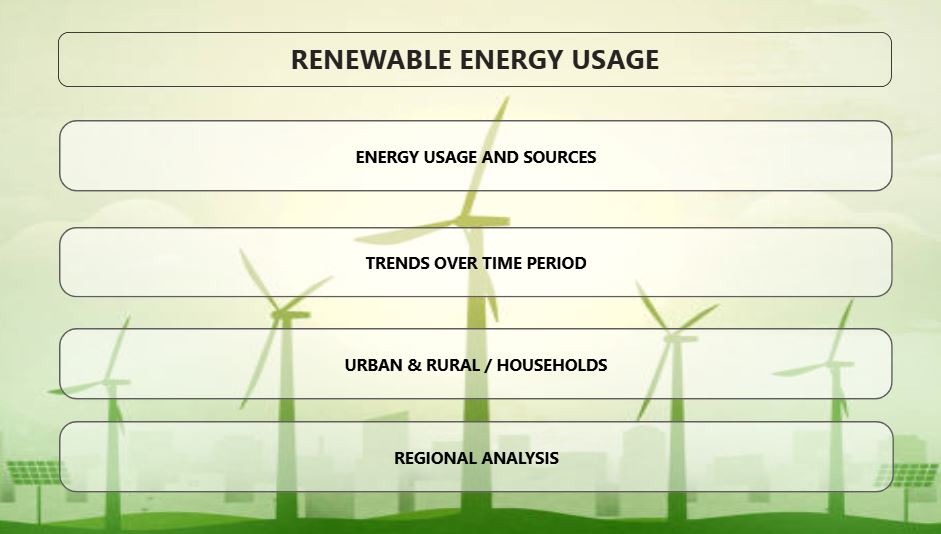 RENEWABLE ENERGY USAGE
ENERGY USAGE AND SOURCES
TRENDS OVER TIME PERIOD
URBAN & RURAL / HOUSEHOLDS
REGIONAL ANALYSIS